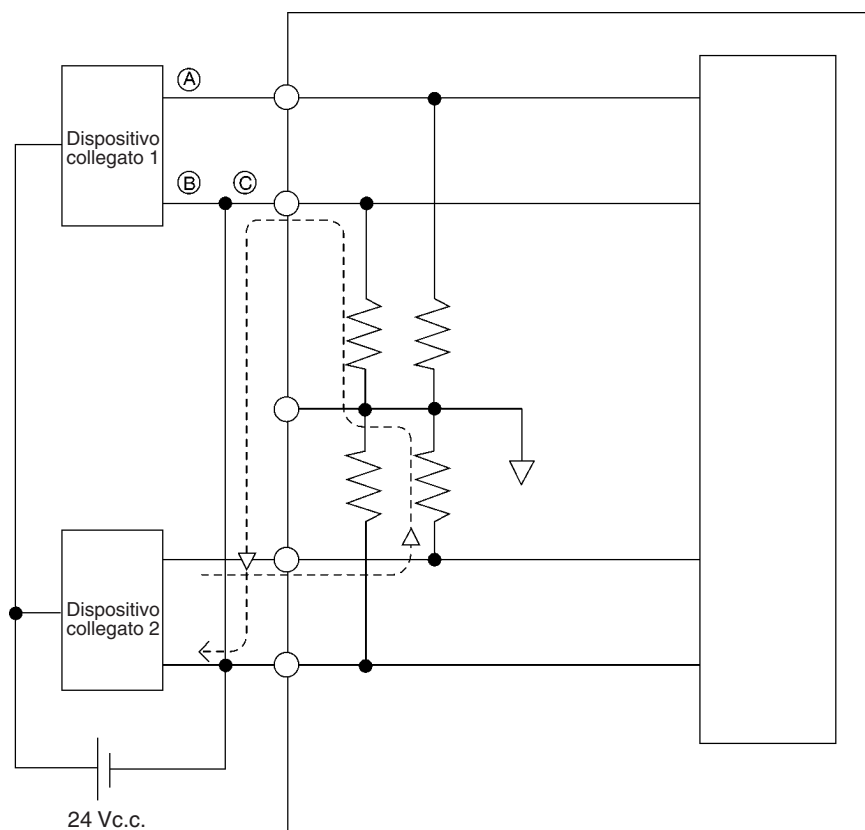 A
Dispositivo
collegato 1
B C
Dispositivo
collegato 2
24 Vc.c.